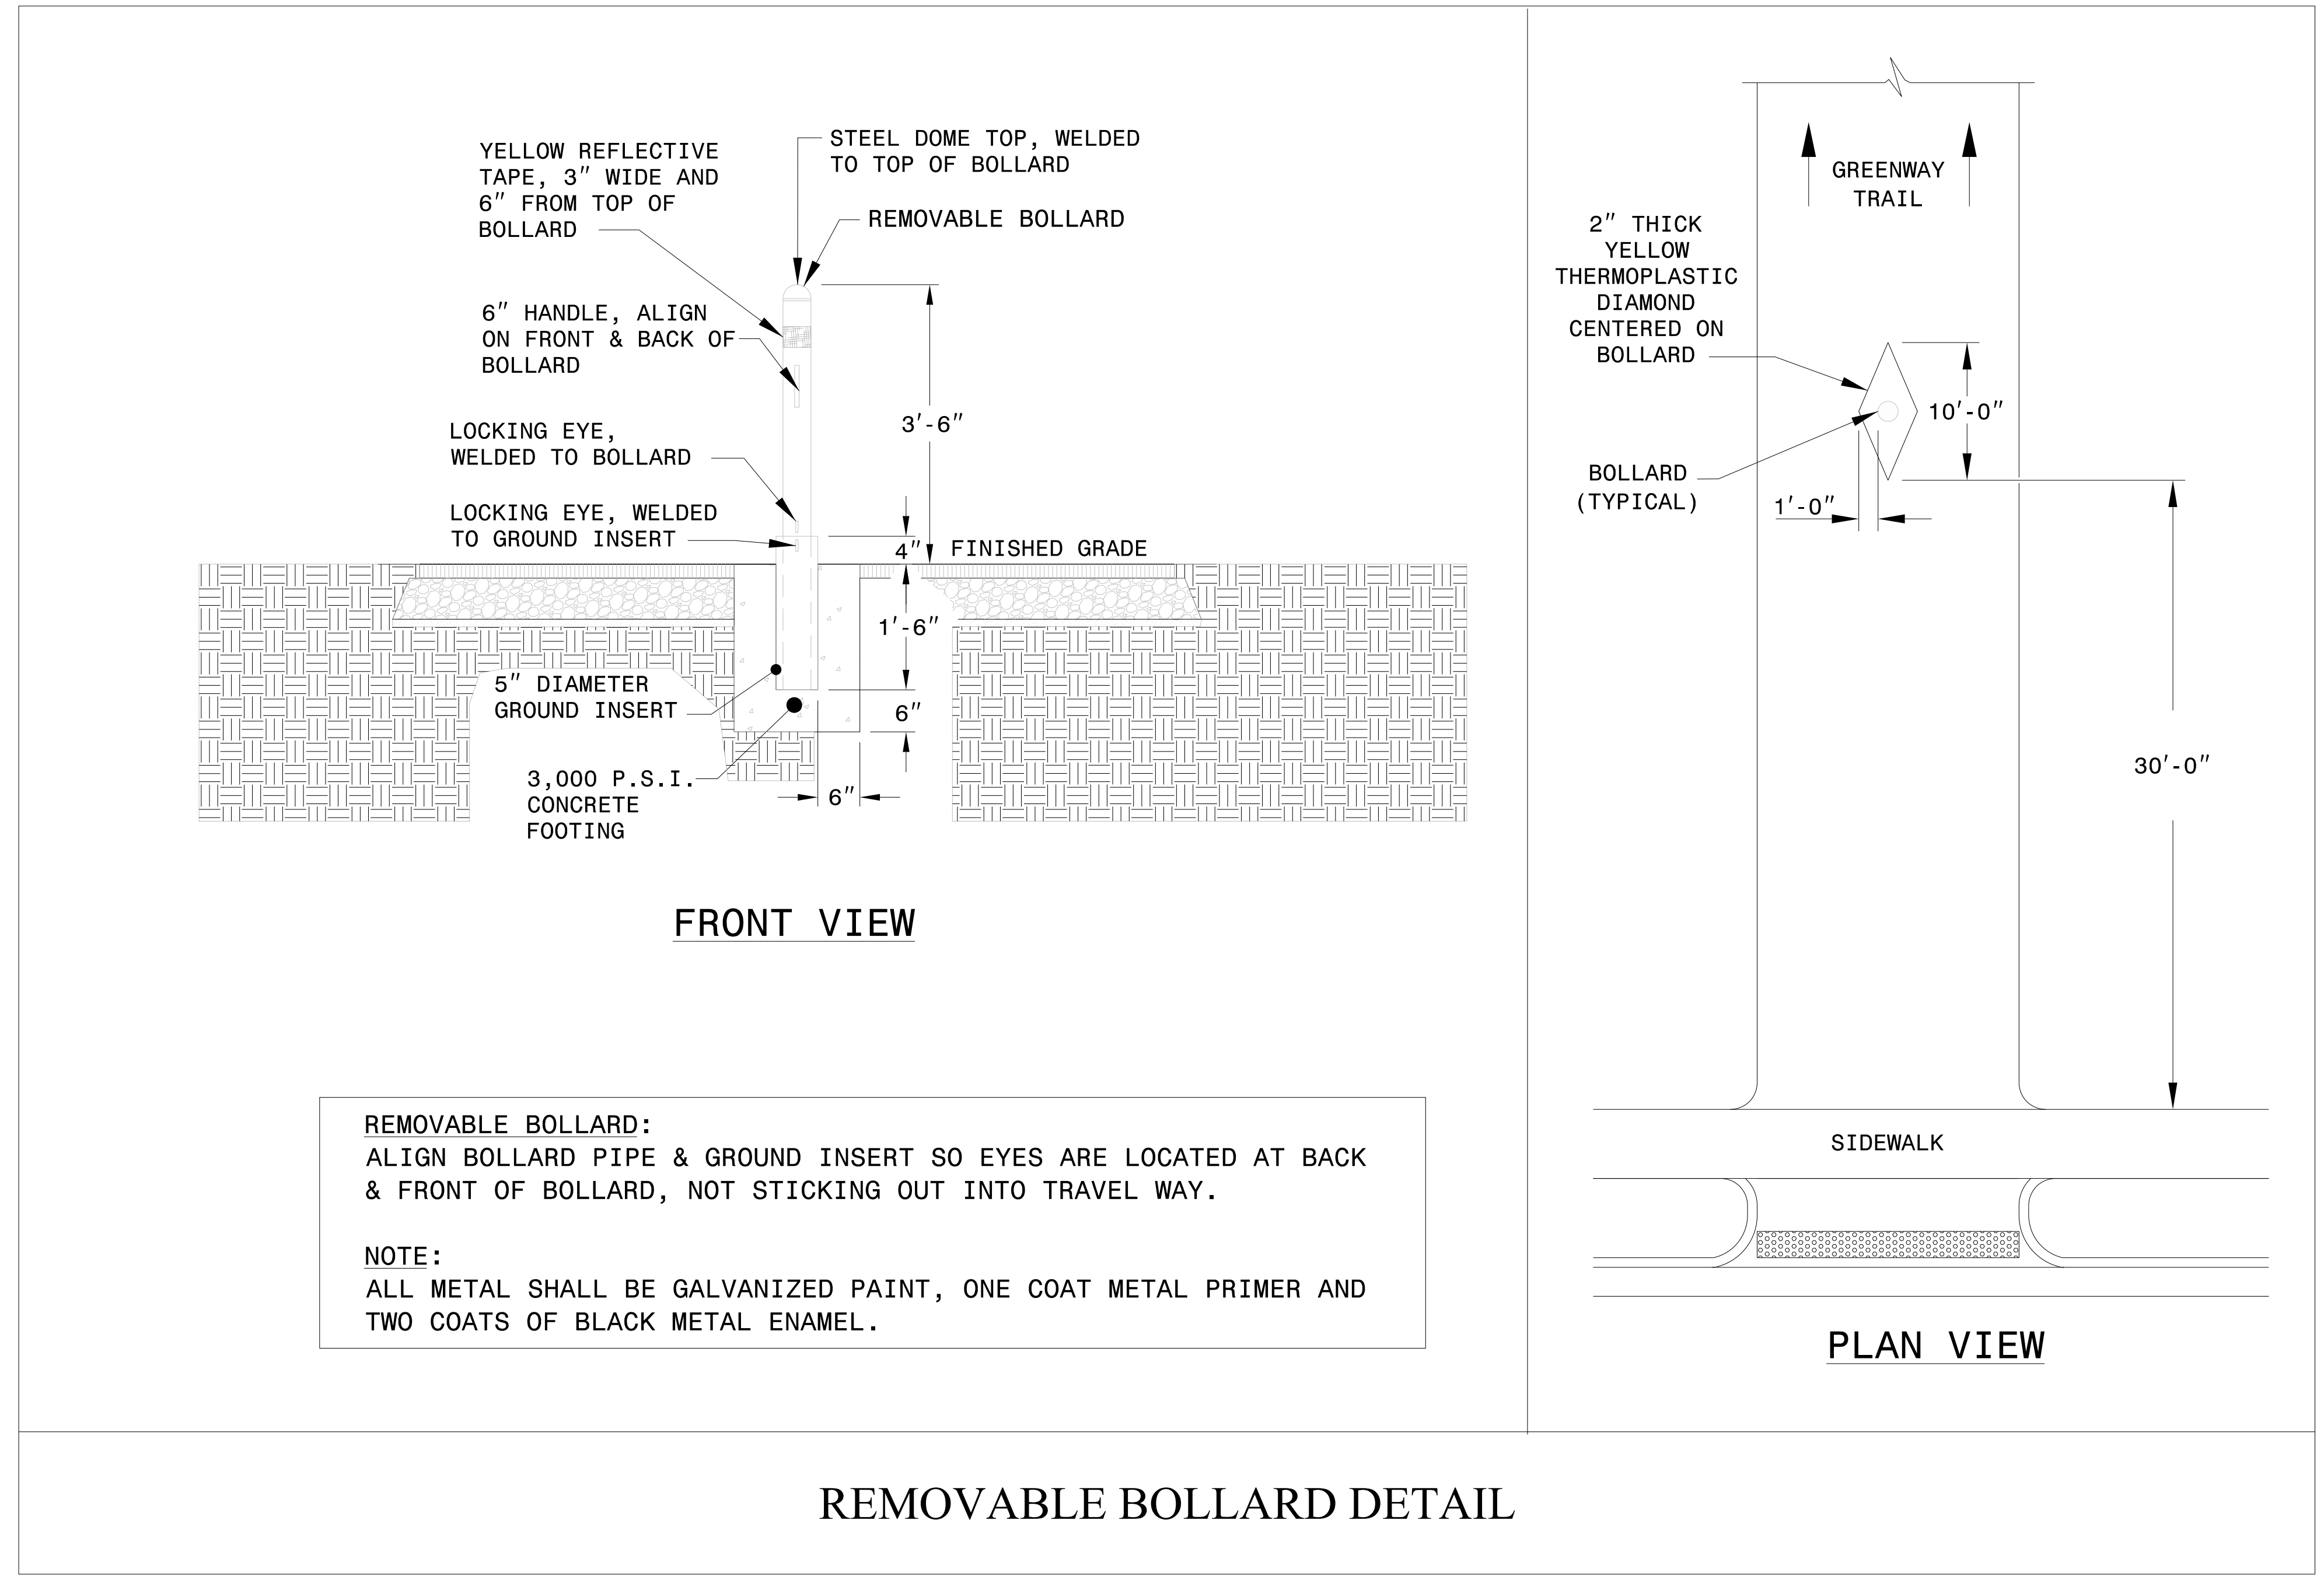 YELLOW REFLECTIVE
TAPE, 3" WIDE AND
6" FROM TOP OF
BOLLARD
STEEL DOME TOP, WELDED
TO TOP OF BOLLARD
REMOVABLE BOLLARD
6" HANDLE, ALIGN
ON FRONT & BACK OF
BOLLARD
3'-6"
LOCKING EYE,
WELDED TO BOLLARD
LOCKING EYE, WELDED
TO GROUND INSERT
4"
FINISHED GRADE
1'-6"
5" DIAMETER
GROUND INSERT
6"
3,000 P.S.I.
CONCRETE
FOOTING
6"
FRONT VIEW
REMOVABLE BOLLARD:
ALIGN BOLLARD PIPE & GROUND INSERT SO EYES ARE LOCATED AT BACK
& FRONT OF BOLLARD, NOT STICKING OUT INTO TRAVEL WAY.
NOTE:
ALL METAL SHALL BE GALVANIZED PAINT, ONE COAT METAL PRIMER AND
TWO COATS OF BLACK METAL ENAMEL.
GREENWAY
TRAIL
2" THICK
YELLOW
THERMOPLASTIC
DIAMOND
CENTERED ON
BOLLARD
10'-0"
BOLLARD
(TYPICAL)
1'-0"
30'-0"
SIDEWALK
PLAN VIEW
REMOVABLE BOLLARD DETAIL